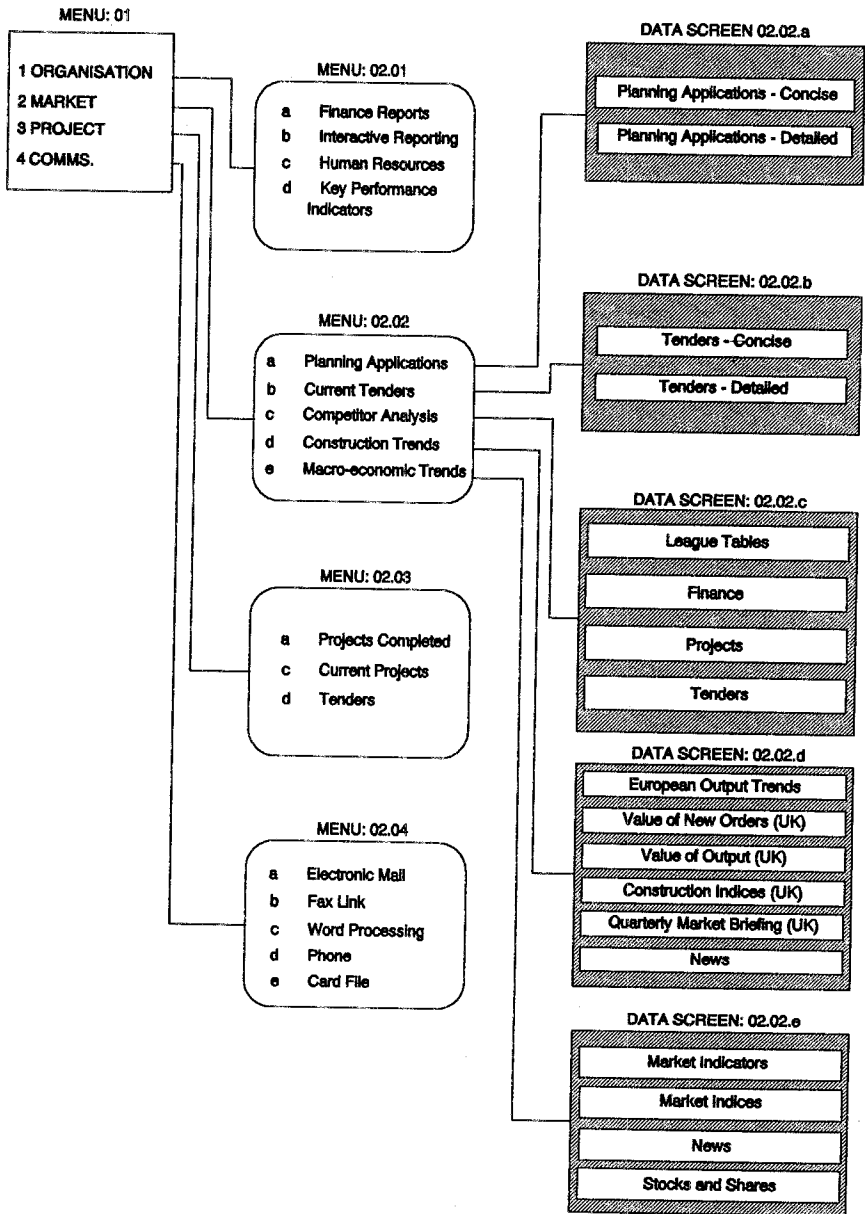 MENU: 01
1 ORGANISATION
2 MARKET
3 PROJECT
4 COMMS.
MENU: 02.01
a Finance Reports
b Interactive Reporting
c Human Resources
d Key Performance
Indicators
MENU: 02.02
a Planning Applications
b Current Tenders
c Competitor Analysis
d Construction Trends
e Macro-economic Trends
MENU: 02.03
a Projects Completed
c Current Projects
d Tenders
MENU: 02.04
a Electronic Mail
b Fax Link
c Word Processing
d Phone
e Card File
DATA SCREEN 02.02.a
Planning Applications - Concise
Planning Applications - Detailed
DATA SCREEN: 02.02.b
Tenders - Concise
Tenders - Detailed
DATA SCREEN: 02.02.c
League Tables
Finance
Projects
Tenders
DATA SCREEN: 02.02.d
European Output Trends
Value of New Orders (UK)
Value of Output (UK)
Construction Indices (UK)
Quarterly Market Briefing (UK)
News
DATA SCREEN: 02.02.e
Market Indicators
Market Indices
News
Stocks and Shares